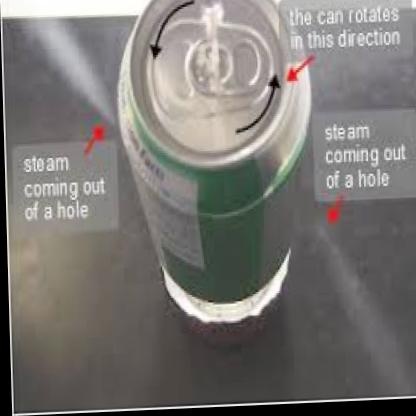 the can rotates
in this direction
steam
coming out
of a hole
steam
coming out
of a hole